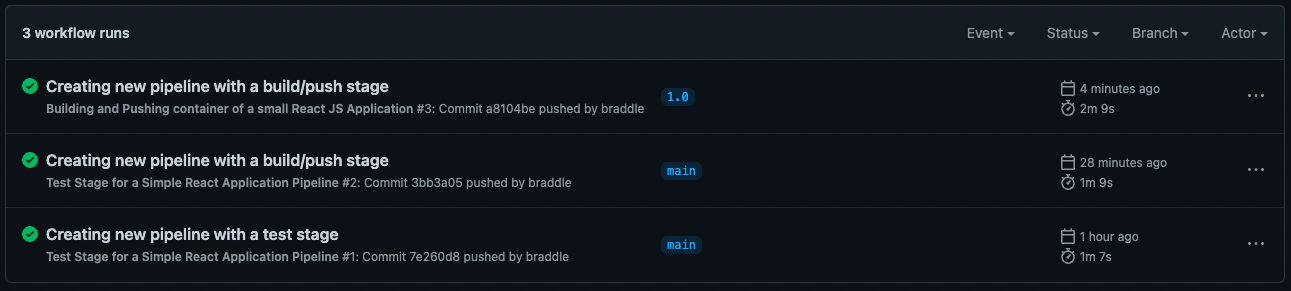 3 workflow runs Event Status Branch Actor
Creating new pipeline with a build/push stage
Building and Pushing container of a small React JS Application #3: Commit a8104be pushed by braddle
1.0
4 minutes ago
2m 9s
Creating new pipeline with a build/push stage
Test Stage for a Simple React Application Pipeline #2: Commit 3bb3a05 pushed by braddle
main
28 minutes ago
1m 9s
Creating new pipeline with a test stage
Test Stage for a Simple React Application Pipeline #1: Commit 7e260d8 pushed by braddle
main
1 hour ago
1m 7s